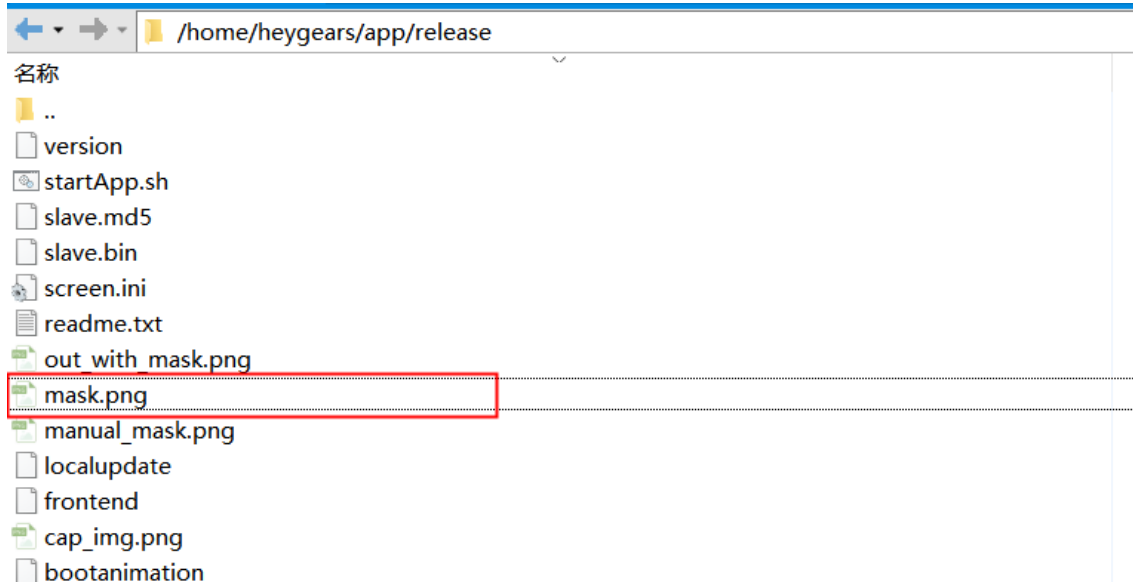 /home/heygears/app/release
名称
..
version
startApp.sh
slave.md5
slave.bin
screen.ini
readme.txt
out_with_mask.png
mask.png
manual_mask.png
localupdate
frontend
cap_img.png
bootanimation